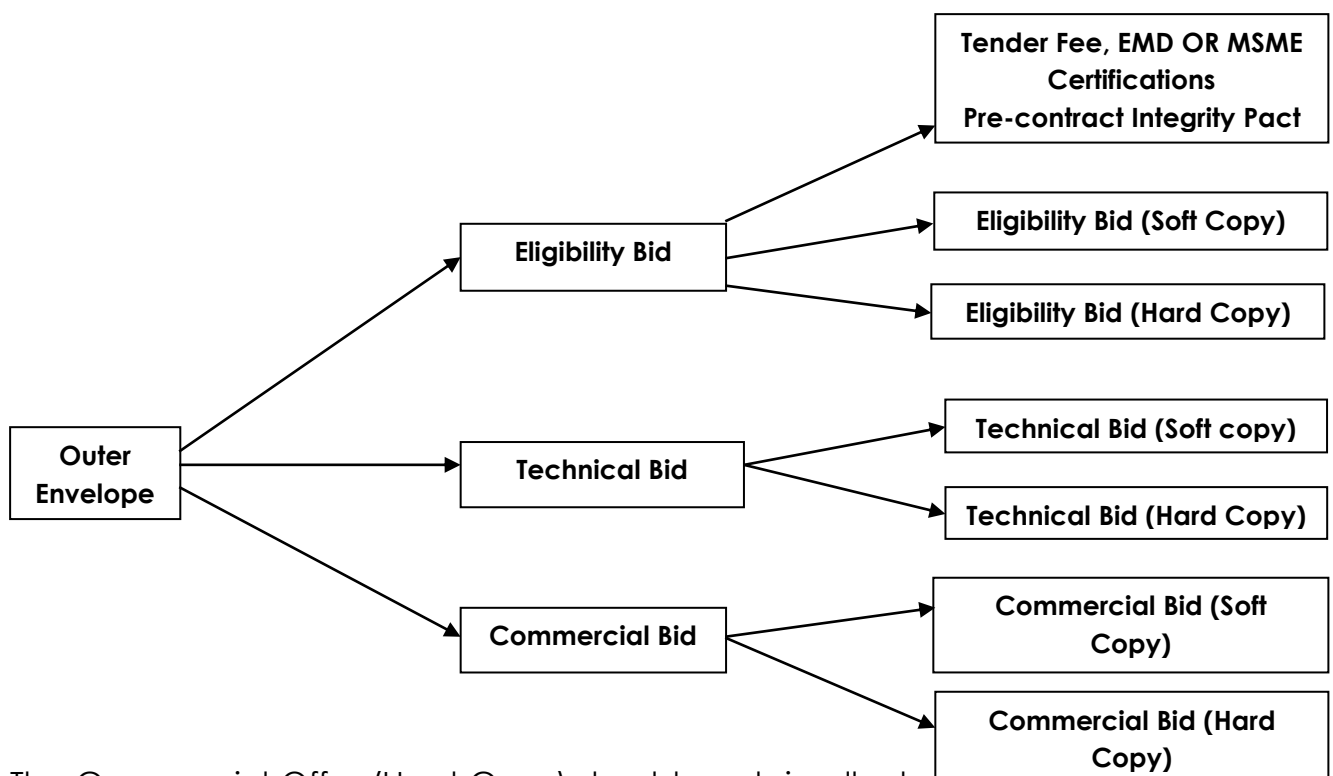 Tender Fee, EMD OR MSME
Certifications
Pre-contract Integrity Pact
Eligibility Bid
Eligibility Bid (Soft Copy)
Eligibility Bid (Hard Copy)
Outer
Envelope
Technical Bid
Technical Bid (Soft copy)
Technical Bid (Hard Copy)
Commercial Bid
Commercial Bid (Soft
Copy)
Commercial Bid (Hard
Copy)